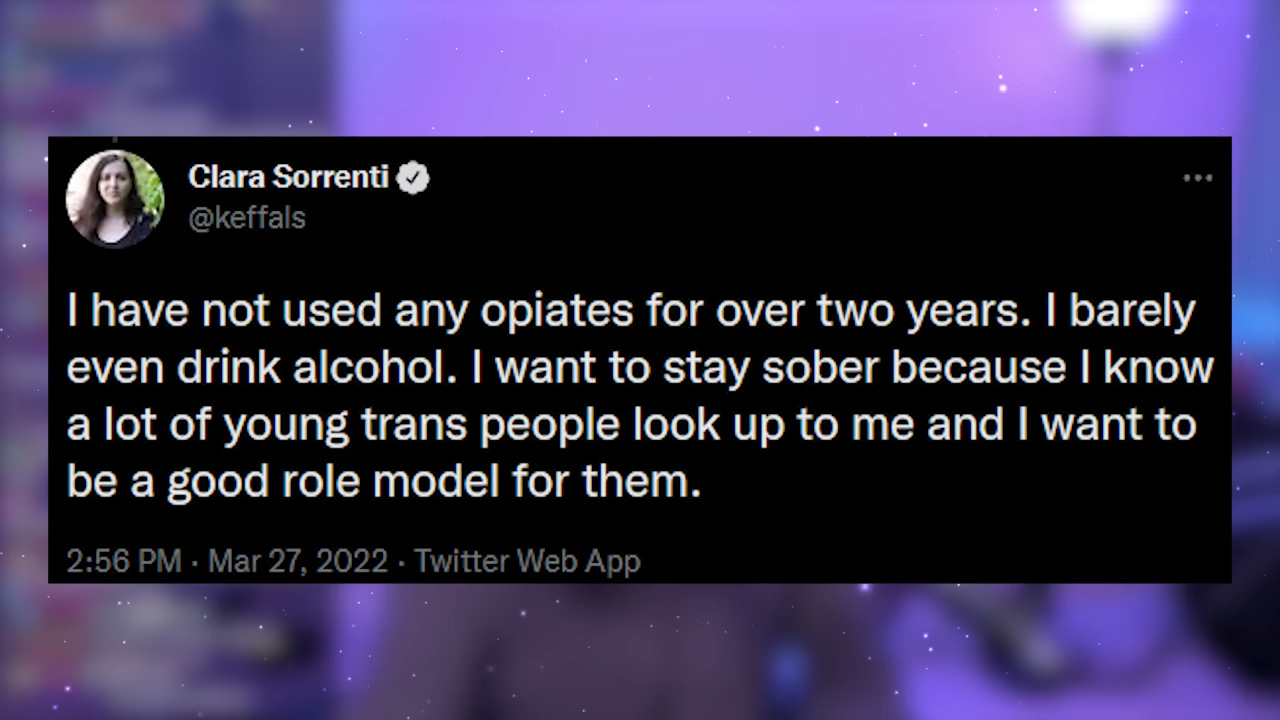 Clara Sorrenti
@keffals
I have not used any opiates for over two years. I barely
even drink alcohol. I want to stay sober because I know
a lot of young trans people look up to me and I want to
be a good role model for them.
2:56 PM · Mar 27, 2022 · Twitter Web App